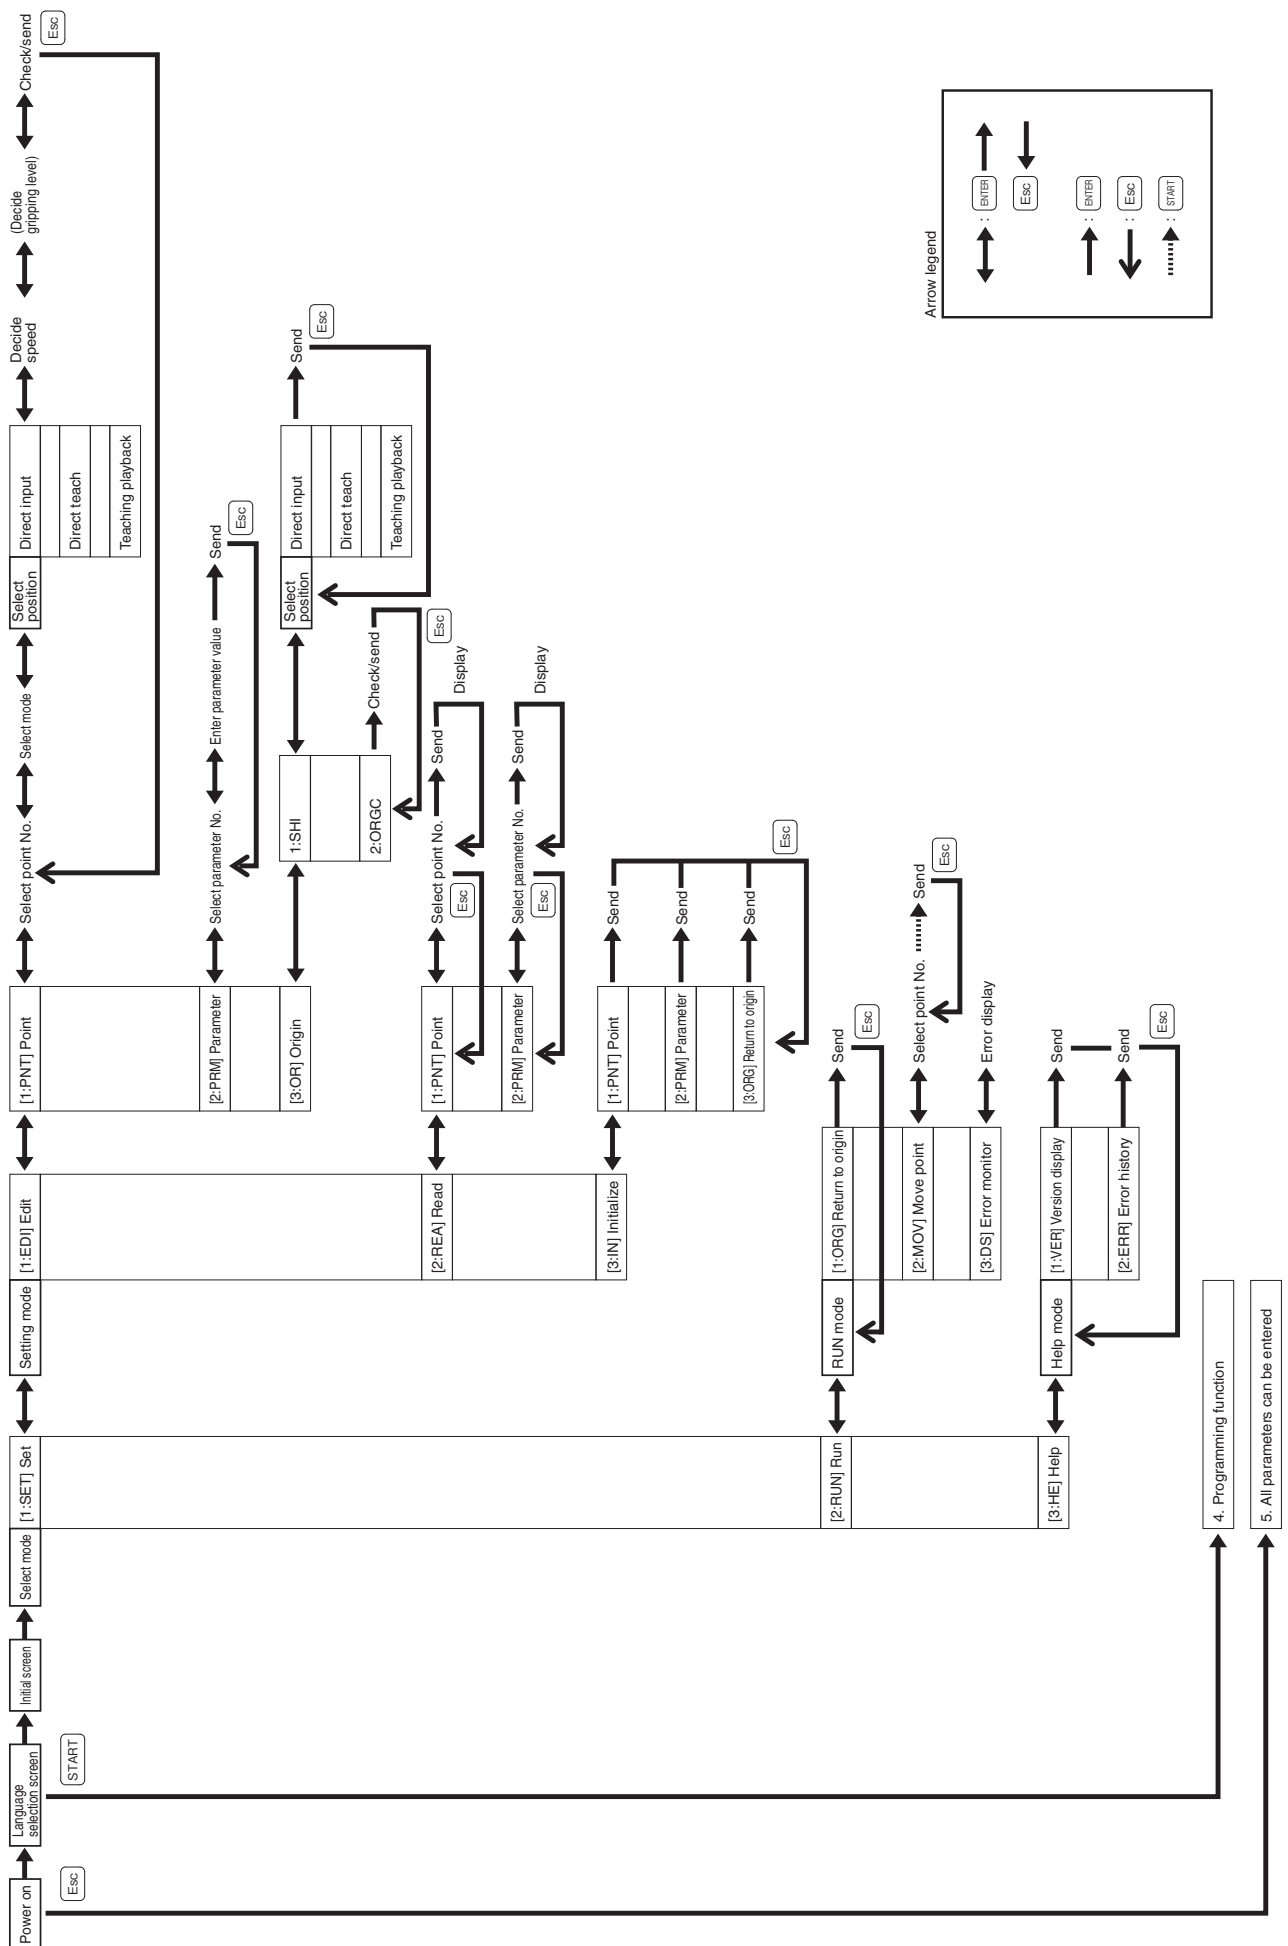 Power on
Esc
Language
selection screen
START
Initial screen
Select mode
[1:SET] Set
Setting mode
[1:EDI] Edit
[1:PNT] Point
Select point No.
Select mode
Select
position
Direct input
Direct teach
Teaching playback
Decide
speed
(Decide
gripping level)
Check/send
Esc
[2:PRM] Parameter
Select parameter No.
Enter parameter value
Send
Esc
[3:OR] Origin
1:SHI
Select
position
Direct input
Direct teach
Teaching playback
Send
Esc
2:ORGC
Check/send
Esc
[2:REA] Read
[1:PNT] Point
Select point No.
Send
Display
Esc
[2:PRM] Parameter
Select parameter No.
Send
Display
Esc
[3:IN] Initialize
[1:PNT] Point
Send
[2:PRM] Parameter
Send
[3:ORG] Return to origin
Send
Esc
[2:RUN] Run
RUN mode
[1:ORG] Return to origin
Send
Esc
[2:MOV] Move point
Select point No.
Send
Esc
[3:DS] Error monitor
Error display
[3:HE] Help
Help mode
[1:VER] Version display
Send
[2:ERR] Error history
Send
Esc
4. Programming function
5. All parameters can be entered
Arrow legend
: ENTER
Esc
: ENTER
: Esc
: START